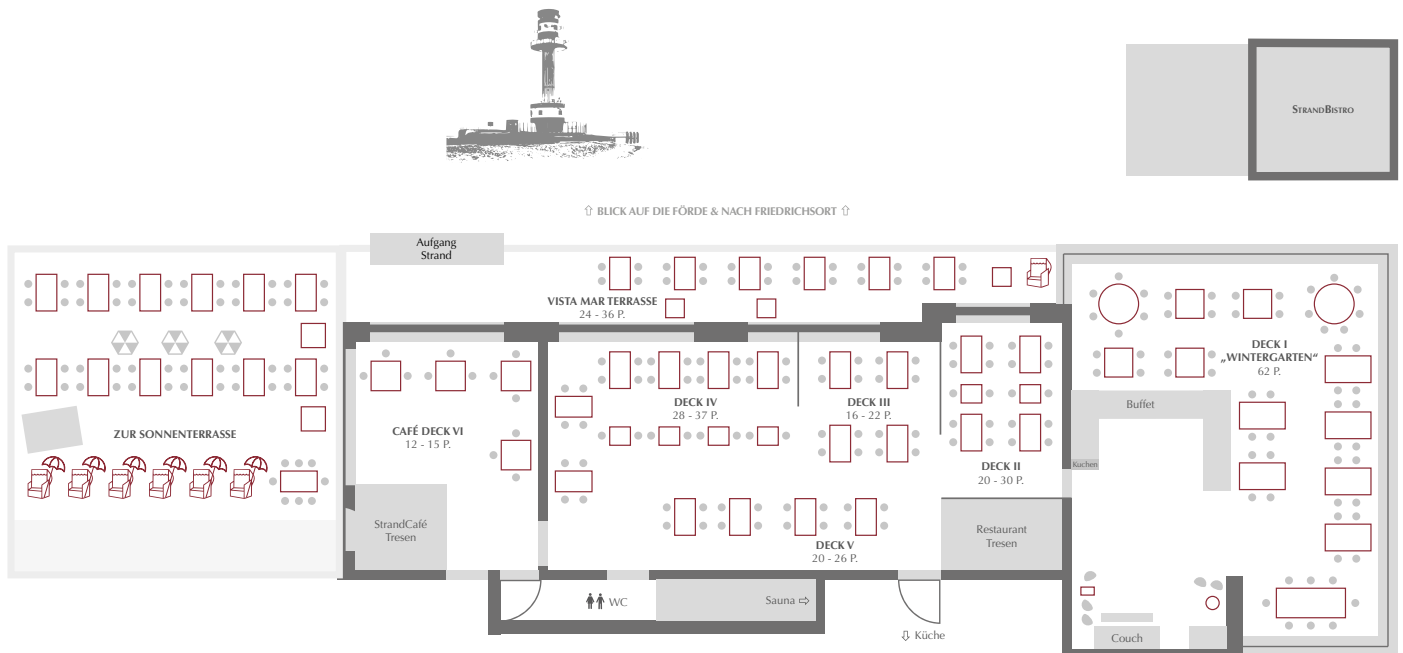 STRANDBISTRO
⇧ BLICK AUF DIE FÖRDE & NACH FRIEDRICHSORT ⇧
Aufgang
Strand
VISTA MAR TERRASSE
24 - 36 P.
DECK I
„WINTERGARTEN“
62 P.
DECK IV
28 - 37 P.
DECK III
16 - 22 P.
Buffet
CAFÉ DECK VI
12 - 15 P.
ZUR SONNENTERRASSE
DECK II
20 - 30 P.
Kuchen
StrandCafé
Tresen
Restaurant
Tresen
DECK V
20 - 26 P.
WC
Sauna ⇨
⇩ Küche
Couch